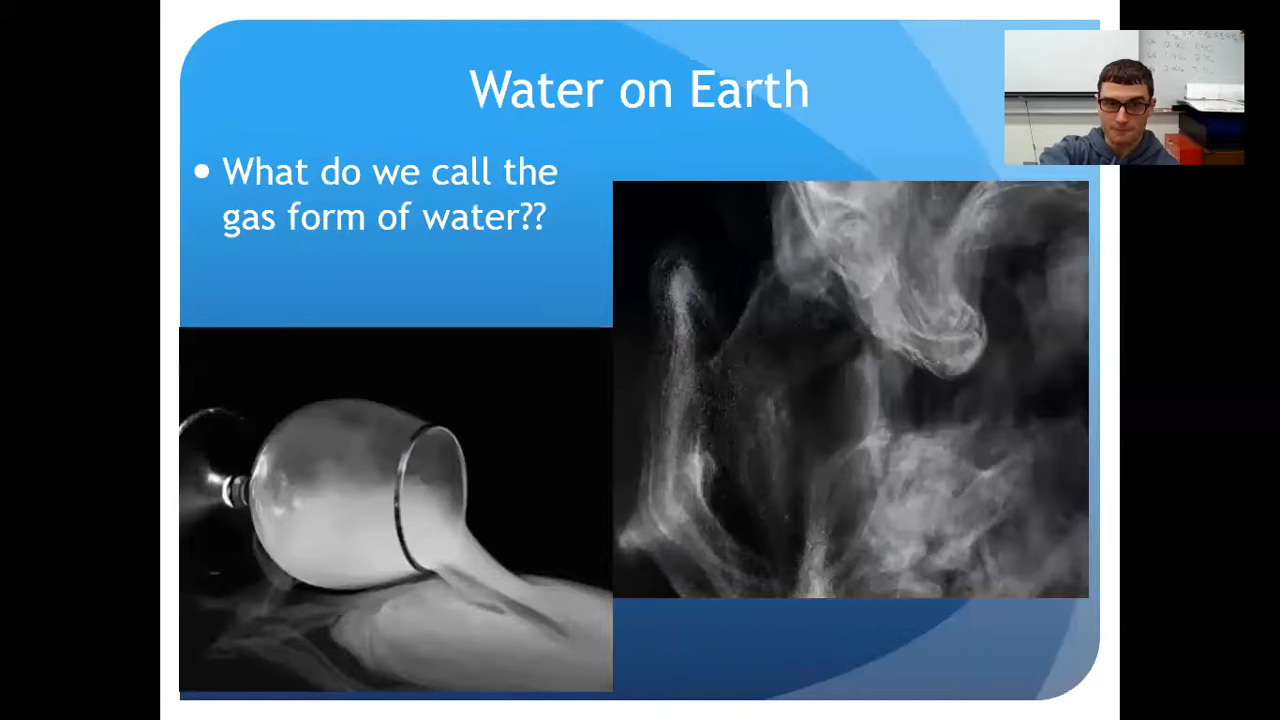 Water on Earth
What do we call the
gas form of water??